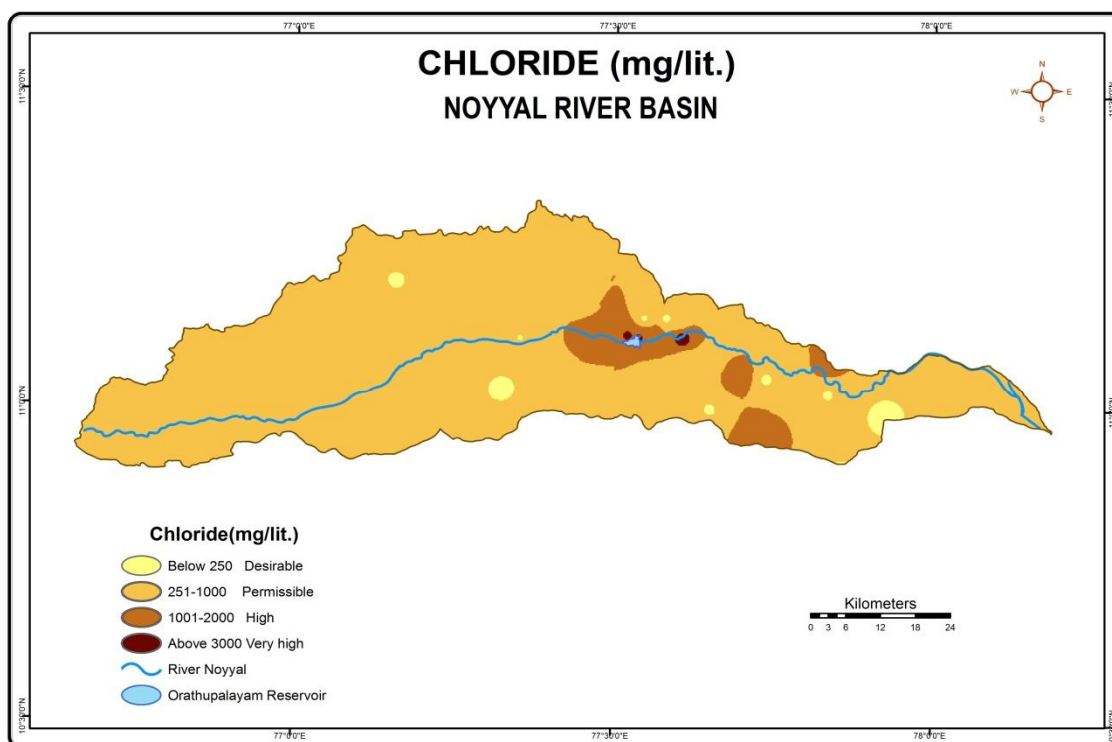 77°0'0"E 77°30'0"E 78°0'0"E
CHLORIDE (mg/lit.)
NOYYAL RIVER BASIN
N
W E
S
11°30'0"N
11°0'0"N
Chloride(mg/lit.)
Below 250 Desirable
251-1000 Permissible
1001-2000 High
Above 3000 Very high
River Noyyal
Orathupalayam Reservoir
Kilometers
0 3 6 12 18 24
10°30'0"N
77°0'0"E 77°30'0"E 78°0'0"E